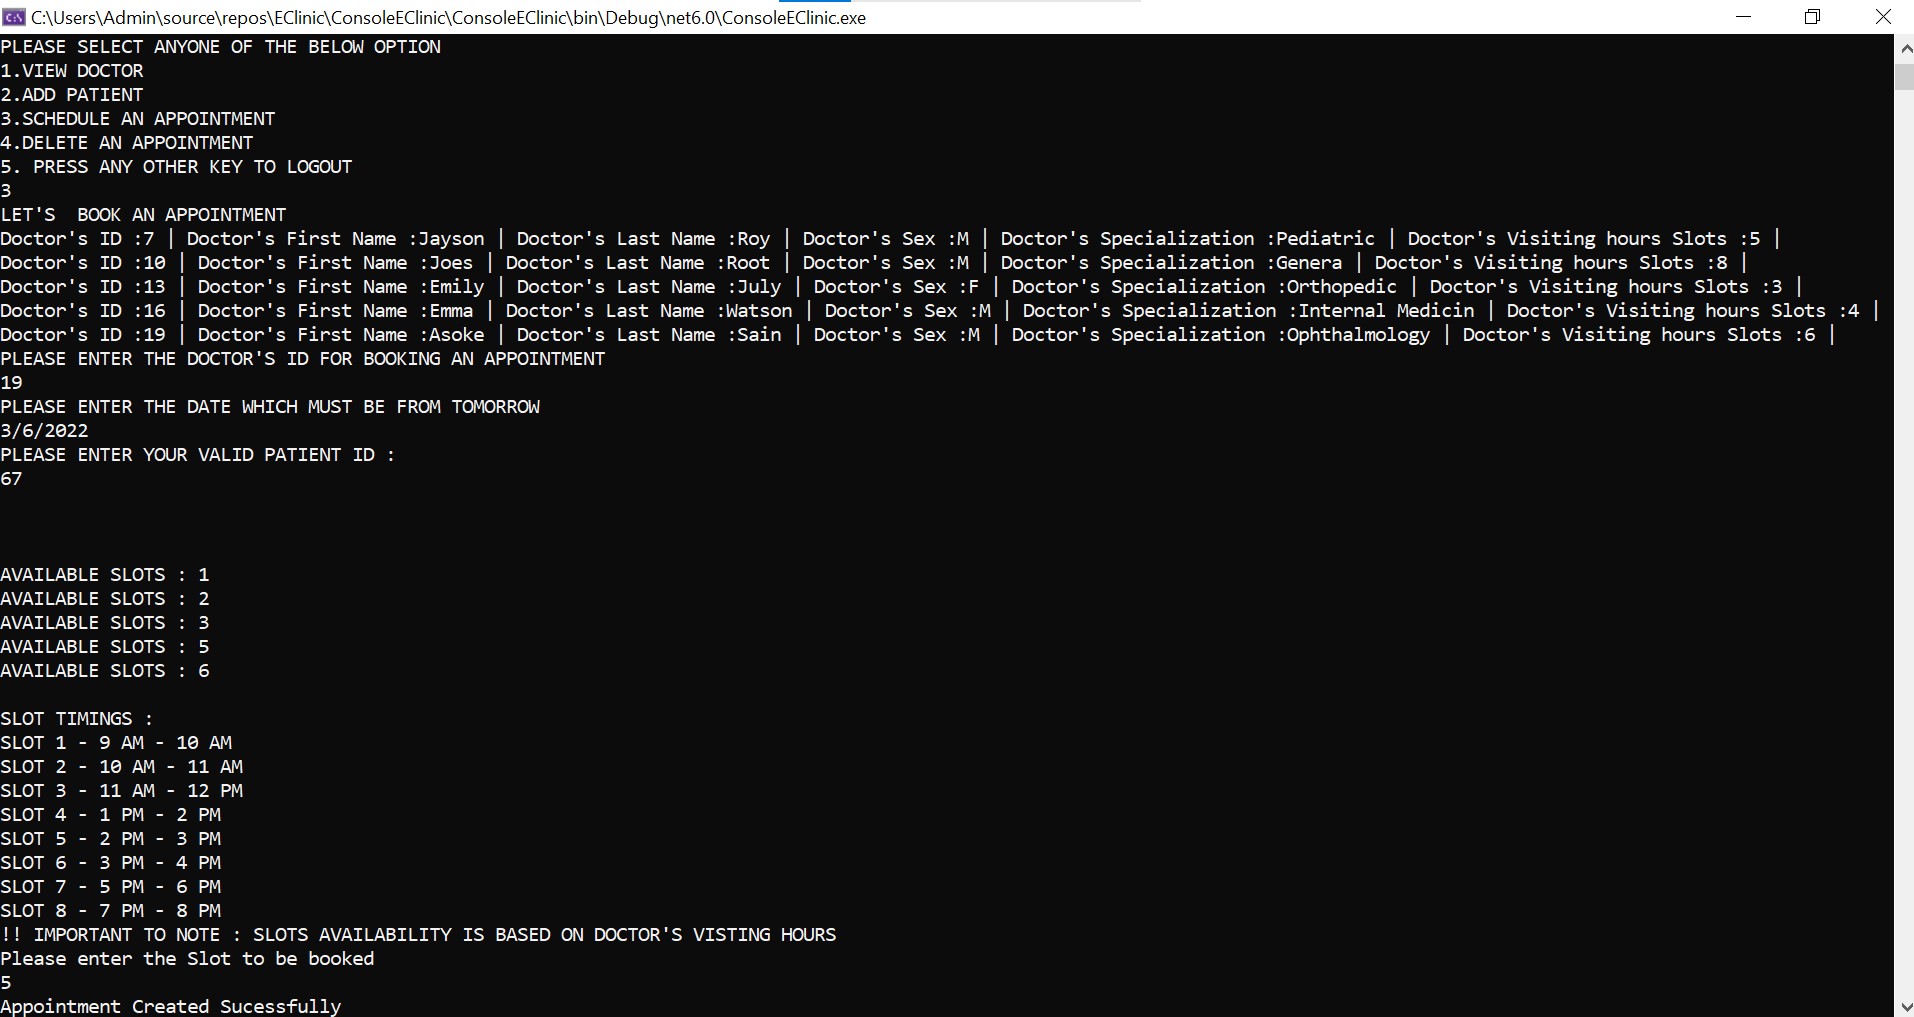 C:\Users\Admin\source\repos\EClinic\ConsoleEClinic\ConsoleEClinic\bin\Debug\net6.0\ConsoleEClinic.exe
PLEASE SELECT ANYONE OF THE BELOW OPTION
1.VIEW DOCTOR
2.ADD PATIENT
3.SCHEDULE AN APPOINTMENT
4.DELETE AN APPOINTMENT
5. PRESS ANY OTHER KEY TO LOGOUT
3
LET'S  BOOK AN APPOINTMENT
Doctor's ID :7 | Doctor's First Name :Jayson | Doctor's Last Name :Roy | Doctor's Sex :M | Doctor's Specialization :Pediatric | Doctor's Visiting hours Slots :5 |
Doctor's ID :10 | Doctor's First Name :Joes | Doctor's Last Name :Root | Doctor's Sex :M | Doctor's Specialization :Genera | Doctor's Visiting hours Slots :8 |
Doctor's ID :13 | Doctor's First Name :Emily | Doctor's Last Name :July | Doctor's Sex :F | Doctor's Specialization :Orthopedic | Doctor's Visiting hours Slots :3 |
Doctor's ID :16 | Doctor's First Name :Emma | Doctor's Last Name :Watson | Doctor's Sex :M | Doctor's Specialization :Internal Medicin | Doctor's Visiting hours Slots :4 |
Doctor's ID :19 | Doctor's First Name :Asoke | Doctor's Last Name :Sain | Doctor's Sex :M | Doctor's Specialization :Ophthalmology | Doctor's Visiting hours Slots :6 |
PLEASE ENTER THE DOCTOR'S ID FOR BOOKING AN APPOINTMENT
19
PLEASE ENTER THE DATE WHICH MUST BE FROM TOMORROW
3/6/2022
PLEASE ENTER YOUR VALID PATIENT ID :
67
AVAILABLE SLOTS : 1
AVAILABLE SLOTS : 2
AVAILABLE SLOTS : 3
AVAILABLE SLOTS : 5
AVAILABLE SLOTS : 6
SLOT TIMINGS :
SLOT 1 - 9 AM - 10 AM
SLOT 2 - 10 AM - 11 AM
SLOT 3 - 11 AM - 12 PM
SLOT 4 - 1 PM - 2 PM
SLOT 5 - 2 PM - 3 PM
SLOT 6 - 3 PM - 4 PM
SLOT 7 - 5 PM - 6 PM
SLOT 8 - 7 PM - 8 PM
!! IMPORTANT TO NOTE : SLOTS AVAILABILITY IS BASED ON DOCTOR'S VISTING HOURS
Please enter the Slot to be booked
5
Appointment Created Sucessfully